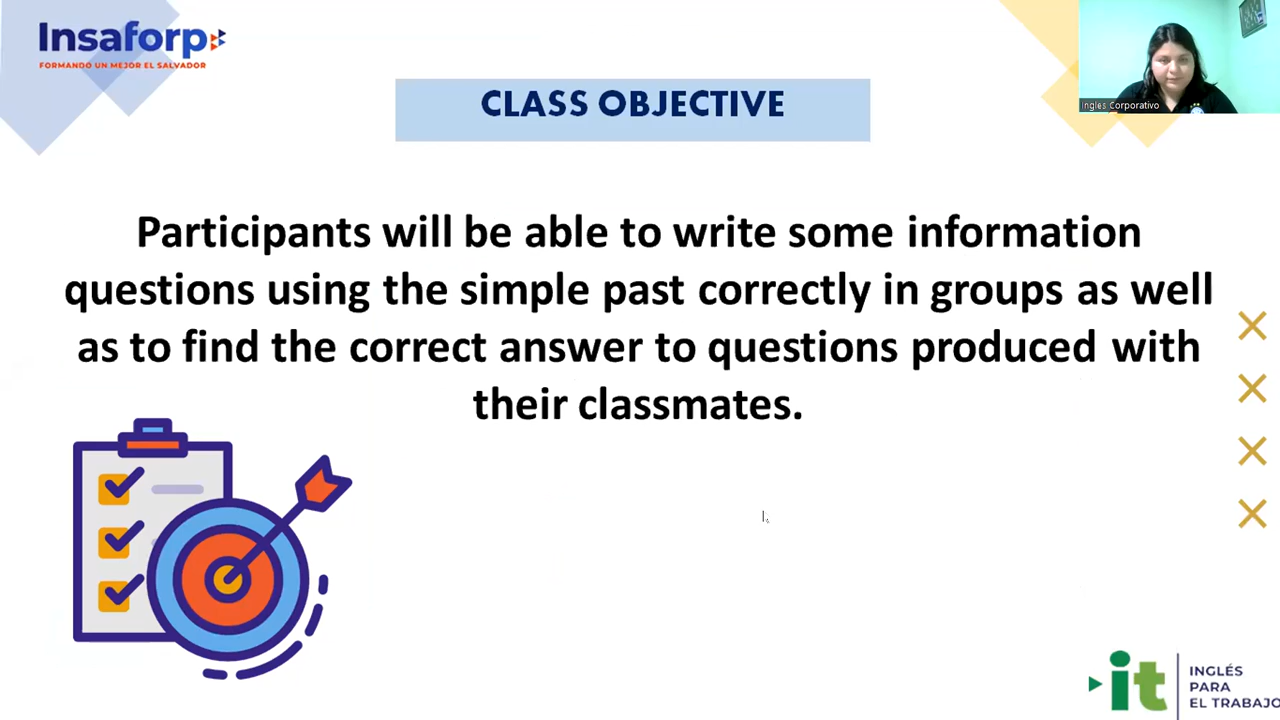 Insaforp
FORMANDO UN MEJOR EL SALVADOR
Ingles Corporativo
CLASS OBJECTIVE
Participants will be able to write some information
questions using the simple past correctly in groups as well
as to find the correct answer to questions produced with
their classmates.
it
INGLÉS
PARA
EL TRABAJO